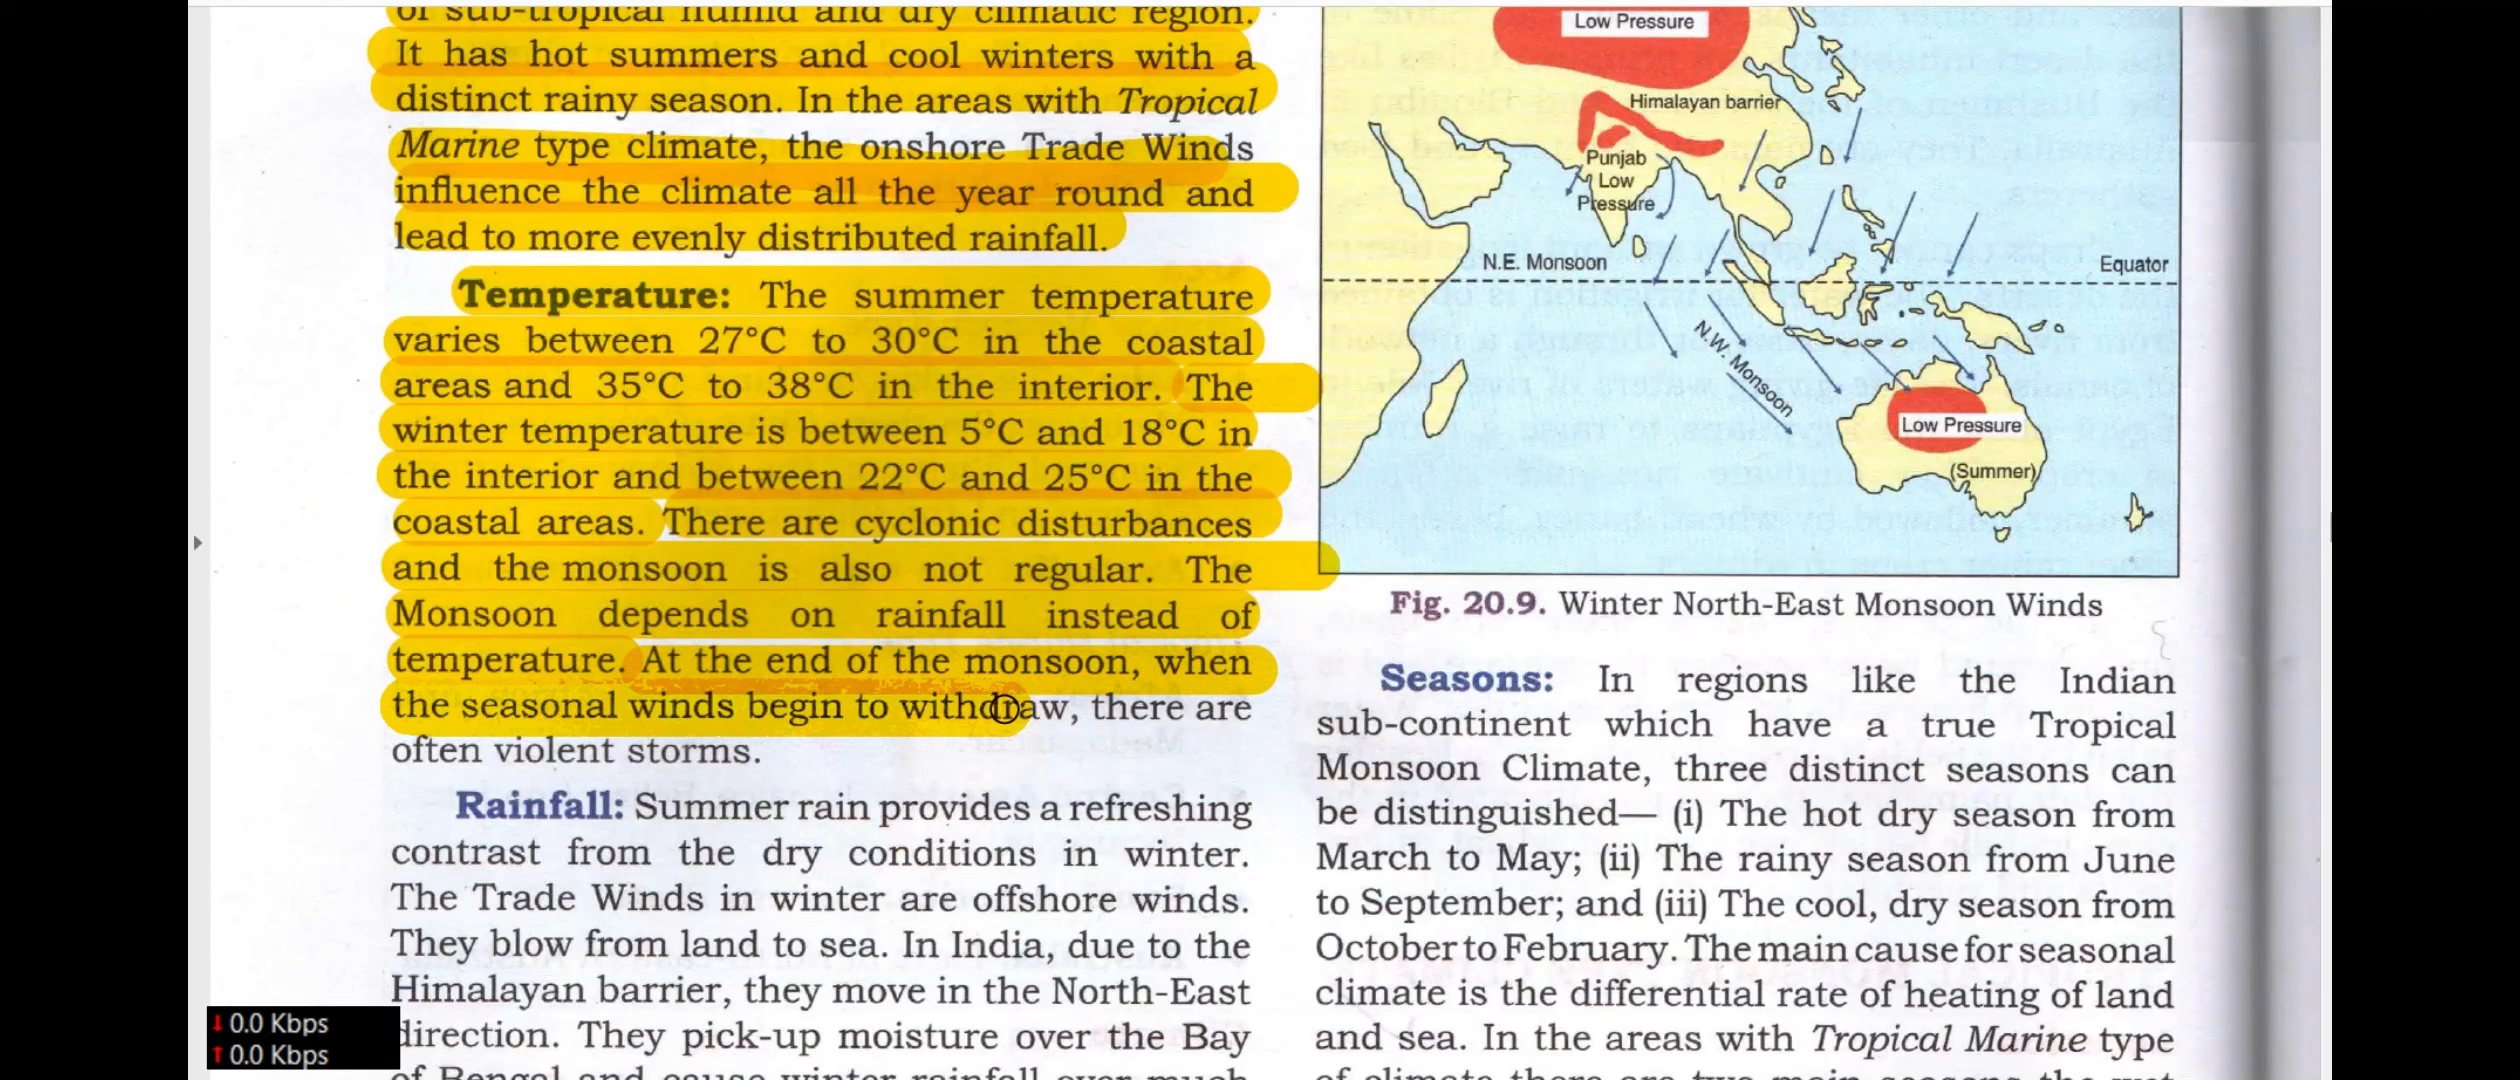 of sub-tropical humid and dry climatic region.
It has hot summers and cool winters with a
distinct rainy season. In the areas with Tropical
Marine type climate, the onshore Trade Winds
influence the climate all the year round and
lead to more evenly distributed rainfall.
Temperature: The summer temperature
varies between 27°C to 30°C in the coastal
areas and 35°C to 38°C in the interior. The
winter temperature is between 5°C and 18°C in
the interior and between 22°C and 25°C in the
coastal areas. There are cyclonic disturbances
and the monsoon is also not regular. The
Monsoon depends on rainfall instead of
temperature. At the end of the monsoon, when
the seasonal winds begin to withdraw, there are
often violent storms.
Rainfall: Summer rain provides a refreshing
contrast from the dry conditions in winter.
The Trade Winds in winter are offshore winds.
They blow from land to sea. In India, due to the
Himalayan barrier, they move in the North-East
direction. They pick-up moisture over the Bay
of Bengal and cause winter rainfall over much
Low Pressure
Himalayan barrier
Punjab
Low
Pressure
N.E. Monsoon
Equator
N.W. Monsoon
Low Pressure
(Summer)
Fig. 20.9. Winter North-East Monsoon Winds
Seasons: In regions like the Indian
sub-continent which have a true Tropical
Monsoon Climate, three distinct seasons can
be distinguished— (i) The hot dry season from
March to May; (ii) The rainy season from June
to September; and (iii) The cool, dry season from
October to February. The main cause for seasonal
climate is the differential rate of heating of land
and sea. In the areas with Tropical Marine type
of climate there are two main seasons the wet
0.0 Kbps
0.0 Kbps